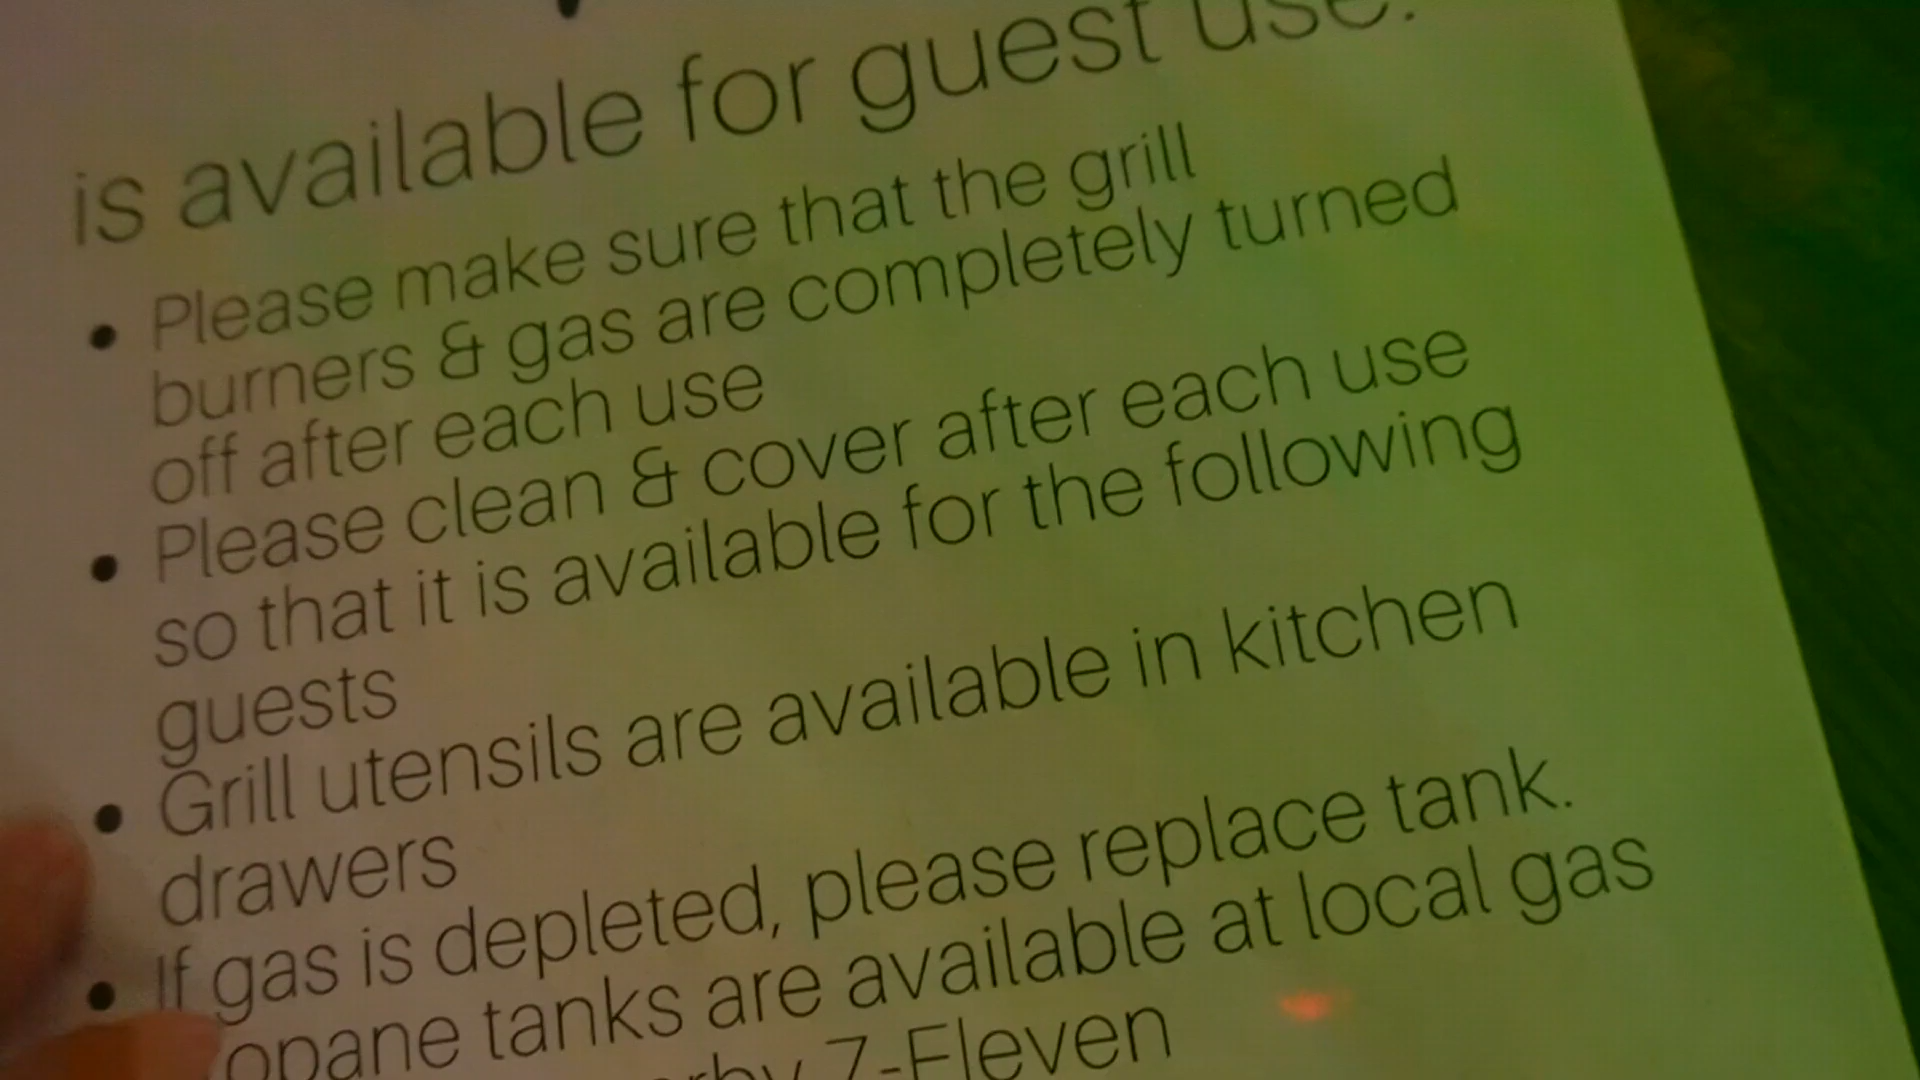 is available for guest use.
• Please make sure that the grill
burners & gas are completely turned
off after each use
• Please clean & cover after each use
so that it is available for the following
guests
• Grill utensils are available in kitchen
drawers
• If gas is depleted, please replace tank.
tanks are available at local gas
7-Eleven